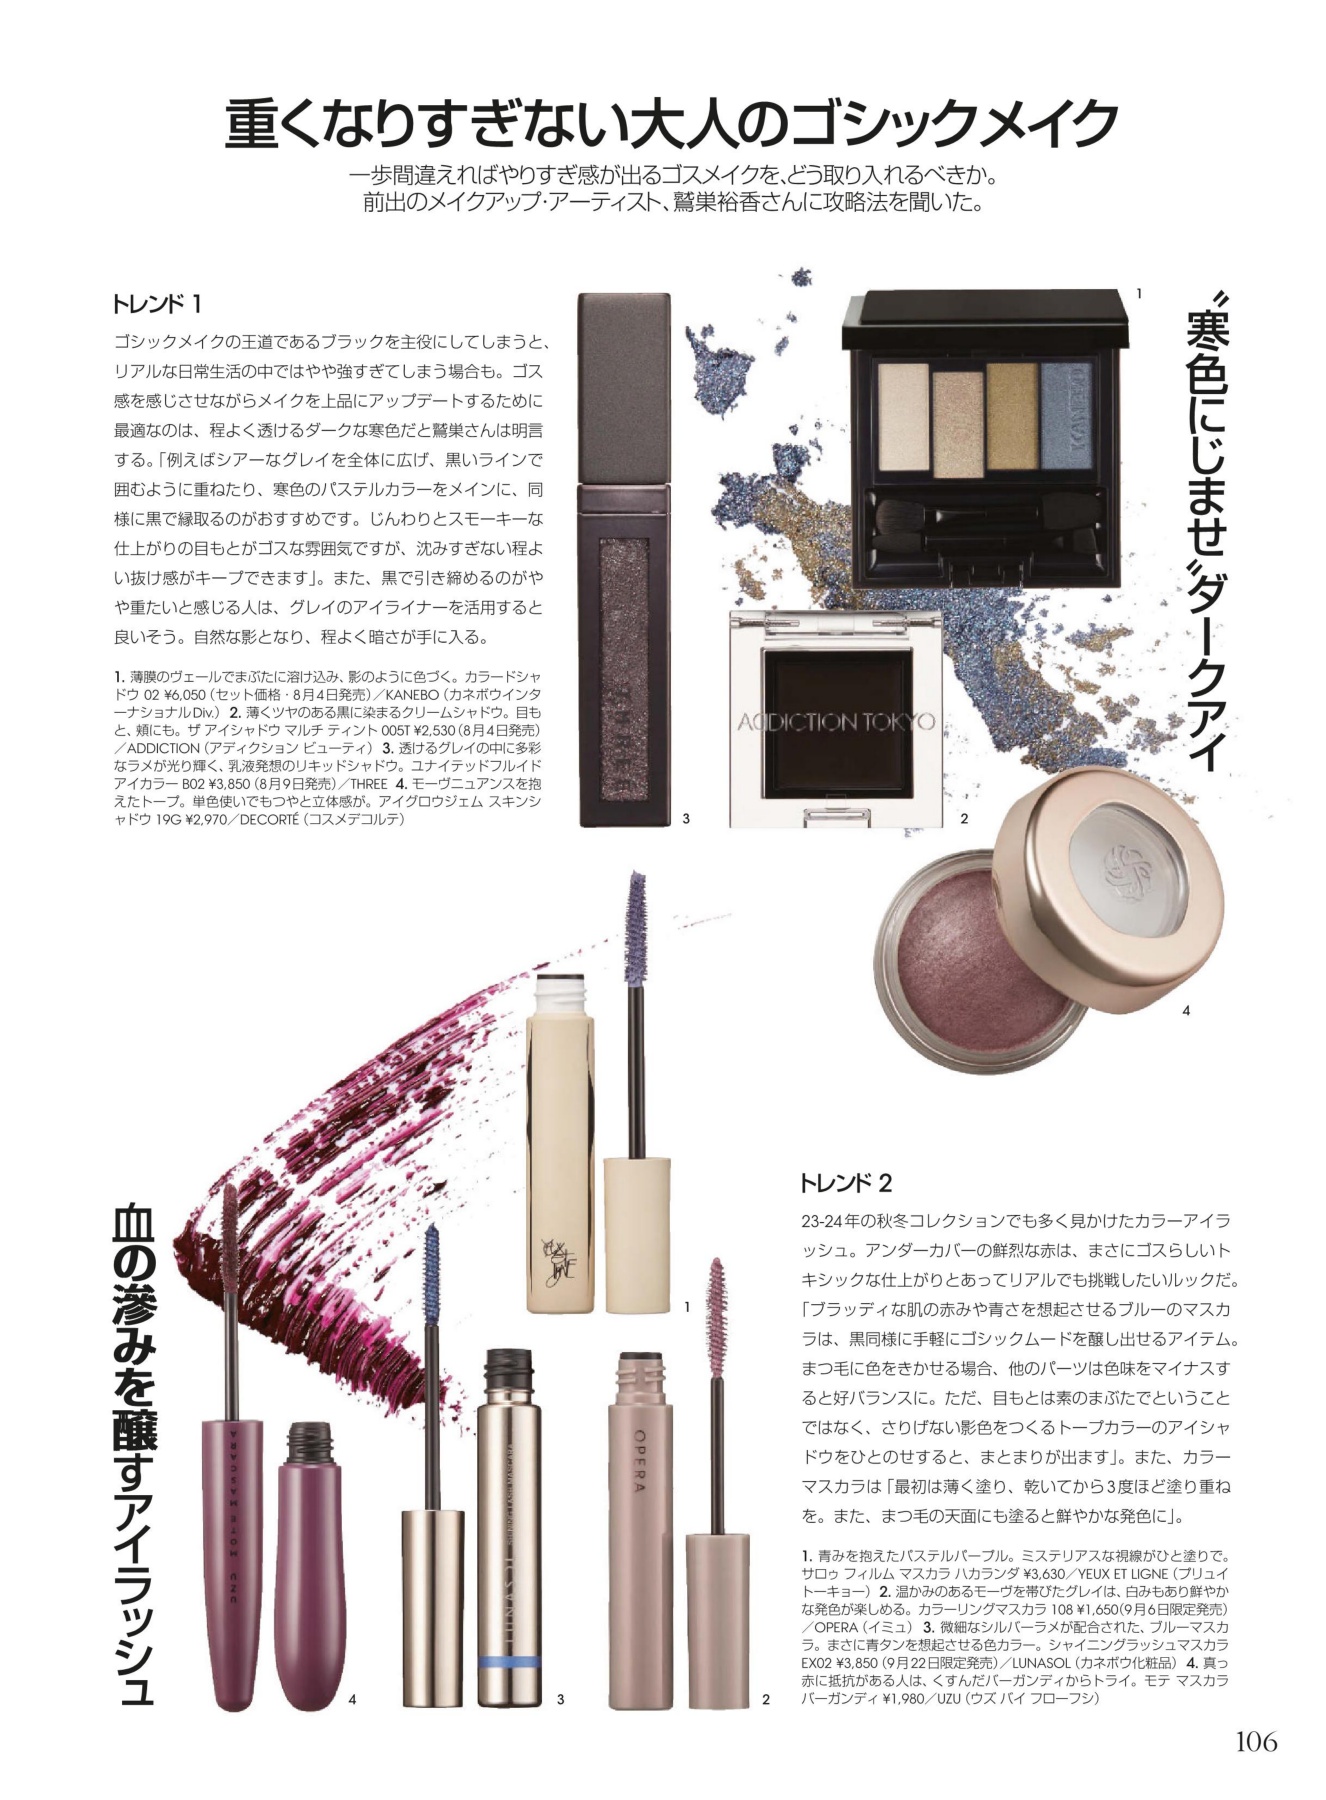 重くなりすぎない大人のゴシックメイク
一歩間違えればやりすぎ感が出るゴスメイクを、どう取り入れるべきか。
前出のメイクアップ・アーティスト、鷲巣裕香さんに攻略法を聞いた。
トレンド 1
ゴシックメイクの王道であるブラックを主役にしてしまうと、
リアルな日常生活の中ではやや強すぎてしまう場合も。ゴス
感を感じさせながらメイクを上品にアップデートするために
最適なのは、程よく透けるダークな寒色だと鷲巣さんは明言
する。「例えばシアーなグレイを全体に広げ、黒いラインで
囲むように重ねたり、寒色のパステルカラーをメインに、同
様に黒で縁取るのがおすすめです。じんわりとスモーキーな
仕上がりの目もとがゴスな雰囲気ですが、沈みすぎない程よ
い抜け感がキープできます」。また、黒で引き締めるのがや
や重たいと感じる人は、グレイのアイライナーを活用すると
良いそう。自然な影となり、程よく暗さが手に入る。
1. 薄膜のヴェールでまぶたに溶け込み、影のように色づく。カラードシャ
ドウ 02 ¥6,050（セット価格・8月4日発売）／KANEBO（カネボウインタ
ーナショナルDiv.） 2. 薄くツヤのある黒に染まるクリームシャドウ。目も
と、頬にも。ザ アイシャドウ マルチ ティント 005T ¥2,530（8月4日発売）
／ADDICTION（アディクション ビューティ） 3. 透けるグレイの中に多彩
なラメが光り輝く、乳液発想のリキッドシャドウ。ユナイテッドフルイド
アイカラー B02 ¥3,850（8月9日発売）／THREE 4. モーヴニュアンスを抱
えたトープ。単色使いでもつやと立体感が。アイグロウジェム スキンシ
ャドウ 19G ¥2,970／DECORTÉ（コスメデコルテ）
THREE
3
1
KANEBO
ADDICTION TOKYO
2
4
〝寒色にじませ〟ダークアイ
血の滲みを醸すアイラッシュ
YEUX ET LIGNE
1
UZU MOTE MASCARA
4
SHINING LASH MASCARA LUNASOL
3
OPERA
2
トレンド 2
23-24年の秋冬コレクションでも多く見かけたカラーアイラ
ッシュ。アンダーカバーの鮮烈な赤は、まさにゴスらしいト
キシックな仕上がりとあってリアルでも挑戦したいルックだ。
「ブラッディな肌の赤みや青さを想起させるブルーのマスカ
ラは、黒同様に手軽にゴシックムードを醸し出せるアイテム。
まつ毛に色をきかせる場合、他のパーツは色味をマイナスす
ると好バランスに。ただ、目もとは素のまぶたでということ
ではなく、さりげない影色をつくるトープカラーのアイシャ
ドウをひとのせすると、まとまりが出ます」。また、カラー
マスカラは「最初は薄く塗り、乾いてから3度ほど塗り重ね
を。また、まつ毛の天面にも塗ると鮮やかな発色に」。
1. 青みを抱えたパステルパープル。ミステリアスな視線がひと塗りで。
サロゥ フィルム マスカラ ハカランダ ¥3,630／YEUX ET LIGNE（プリュイ
トーキョー） 2. 温かみのあるモーヴを帯びたグレイは、白みもあり鮮やか
な発色が楽しめる。カラーリングマスカラ 108 ¥1,650（9月6日限定発売）
／OPERA（イミュ） 3. 微細なシルバーラメが配合された、ブルーマスカ
ラ。まさに青タンを想起させる色カラー。シャイニングラッシュマスカラ
EX02 ¥3,850（9月22日限定発売）／LUNASOL（カネボウ化粧品） 4. 真っ
赤に抵抗がある人は、くすんだバーガンディからトライ。モテ マスカラ
バーガンディ ¥1,980／UZU（ウズ バイ フローフシ）
106